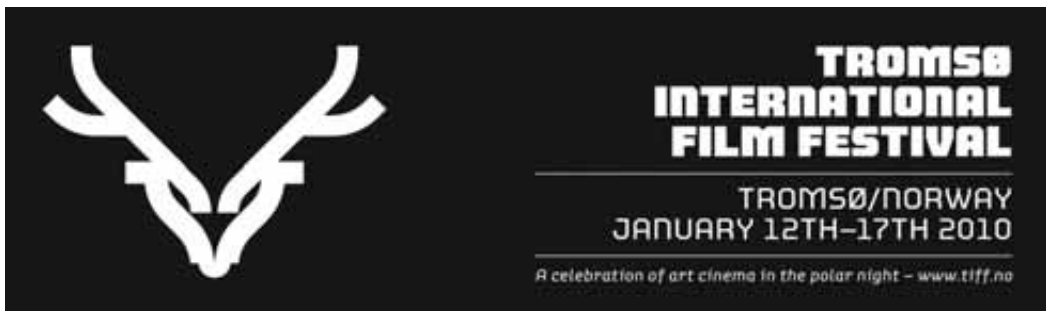 TROMSØ
INTERNATIONAL
FILM FESTIVAL
TROMSØ/NORWAY
JANUARY 12TH–17TH 2010
A celebration of art cinema in the polar night – www.tiff.no